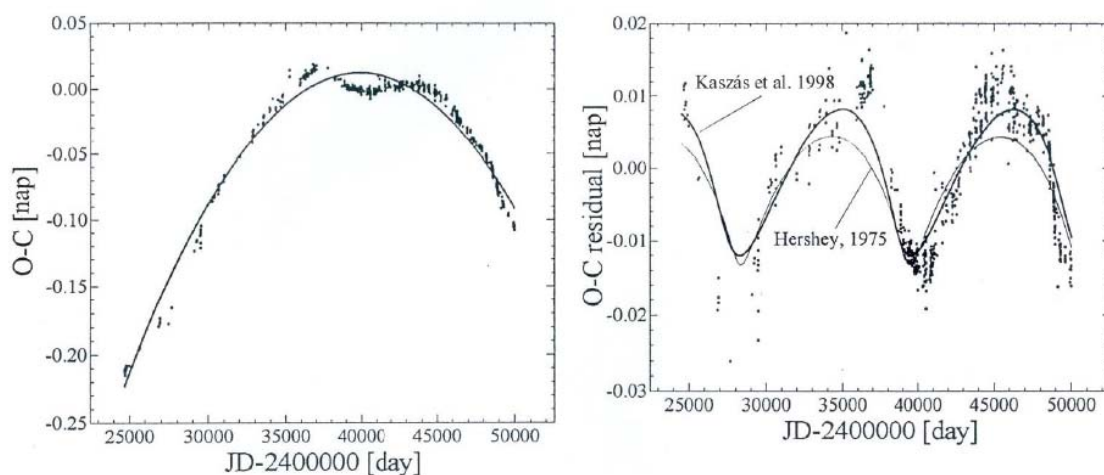 0.05
0.00
-0.05
-0.10
-0.15
-0.20
-0.25
O-C [nap]
25000 30000 35000 40000 45000 50000
JD-2400000 [day]
0.02
0.01
0.00
-0.01
-0.02
-0.03
O-C residual [nap]
Kaszás et al. 1998
Hershey, 1975
25000 30000 35000 40000 45000 50000
JD-2400000 [day]